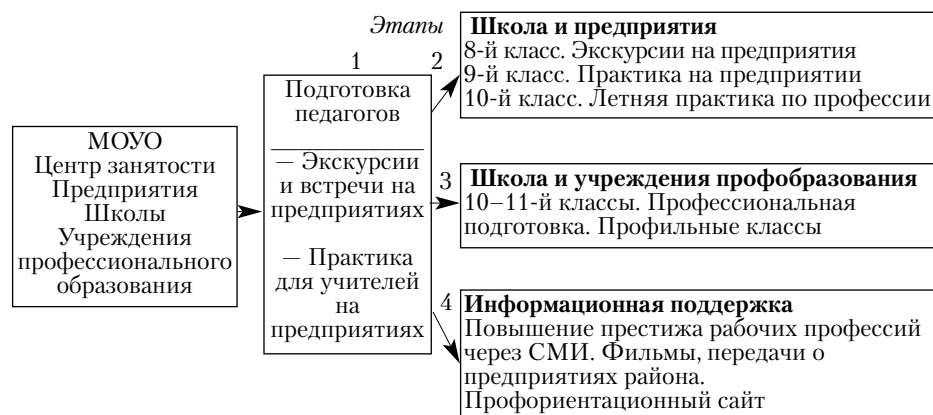 Этапы
1
2
МОУО
Центр занятости
Предприятия
Школы
Учреждения
профессионального
образования
Подготовка
педагогов
— Экскурсии
и встречи на
предприятиях
— Практика
для учителей
на
предприятиях
Школа и предприятия
8-й класс. Экскурсии на предприятия
9-й класс. Практика на предприятии
10-й класс. Летняя практика по профессии
3
Школа и учреждения профобразования
10–11-й классы. Профессиональная
подготовка. Профильные классы
4
Информационная поддержка
Повышение престижа рабочих профессий
через СМИ. Фильмы, передачи о
предприятиях района.
Профориентационный сайт